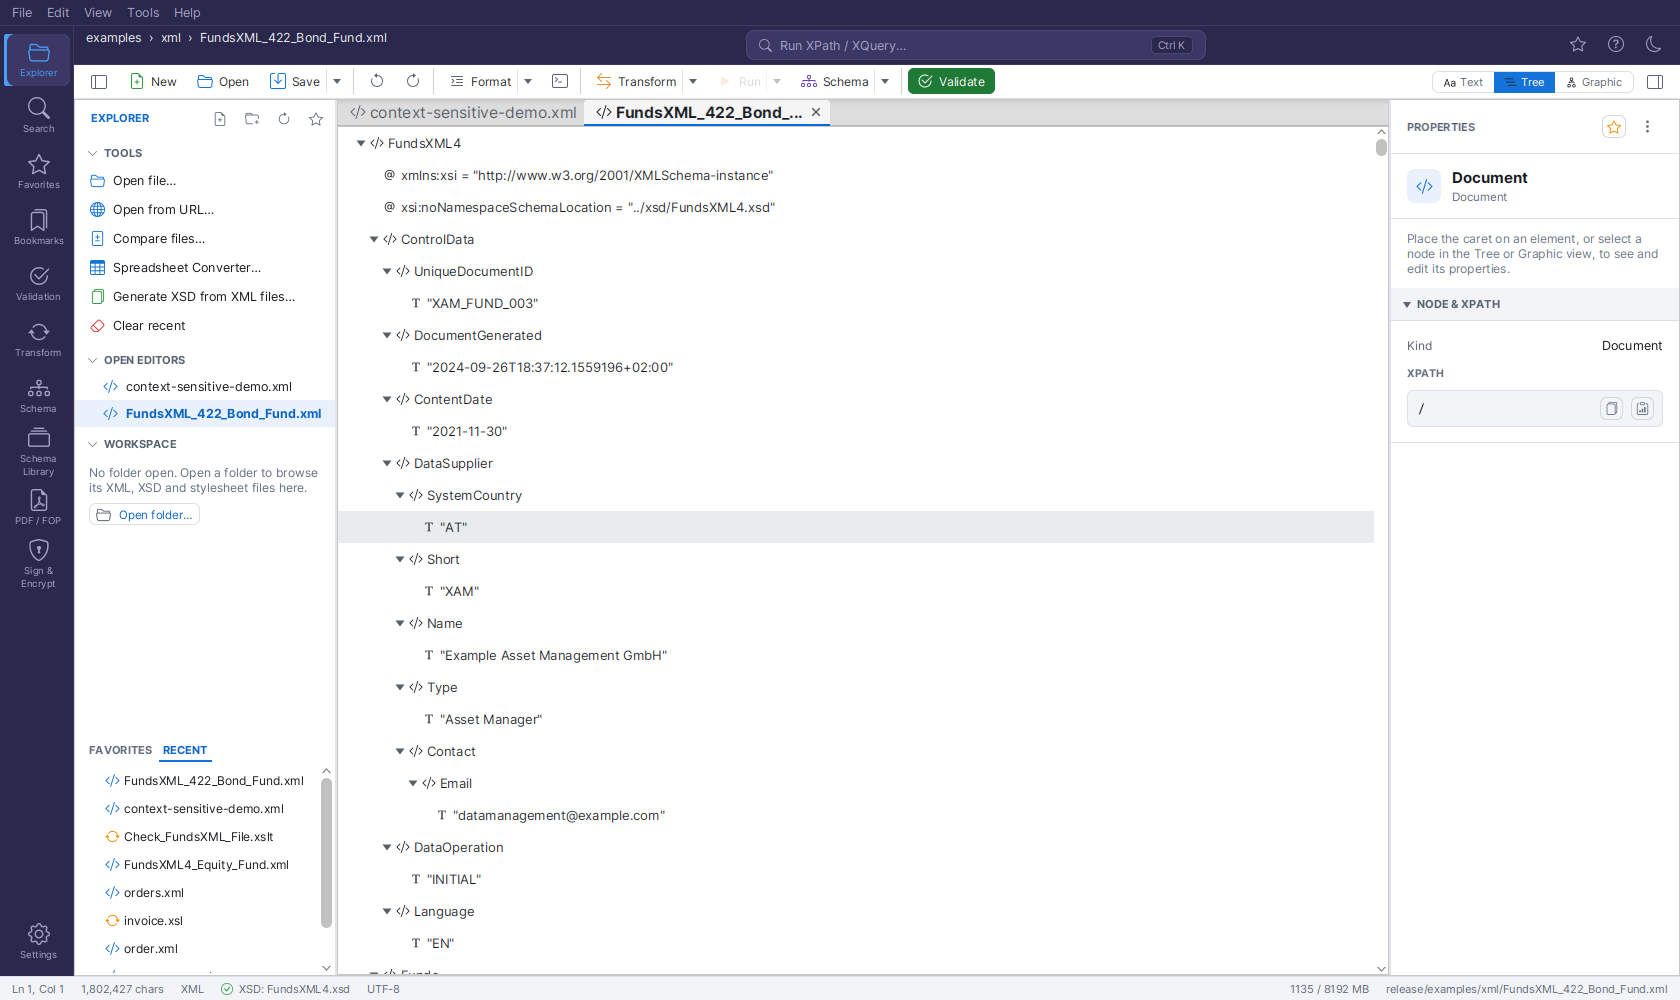 File Edit View Tools Help
examples › xml › FundsXML_422_Bond_Fund.xml
Run XPath / XQuery... Ctrl K
New Open Save Format Transform Run Schema Validate
Aa Text Tree Graphic
Explorer
Search
Favorites
Bookmarks
Validation
Transform
Schema
Schema
Library
PDF / FOP
Sign &
Encrypt
Settings
EXPLORER
TOOLS
Open file...
Open from URL...
Compare files...
Spreadsheet Converter...
Generate XSD from XML files...
Clear recent
OPEN EDITORS
context-sensitive-demo.xml
FundsXML_422_Bond_Fund.xml
WORKSPACE
No folder open. Open a folder to browse
its XML, XSD and stylesheet files here.
Open folder...
FAVORITES RECENT
FundsXML_422_Bond_Fund.xml
context-sensitive-demo.xml
Check_FundsXML_File.xslt
FundsXML4_Equity_Fund.xml
orders.xml
invoice.xsl
order.xml
context-sensitive-demo.xml FundsXML_422_Bond_...
FundsXML4
@ xmlns:xsi = "http://www.w3.org/2001/XMLSchema-instance"
@ xsi:noNamespaceSchemaLocation = "../xsd/FundsXML4.xsd"
ControlData
UniqueDocumentID
T "XAM_FUND_003"
DocumentGenerated
T "2024-09-26T18:37:12.1559196+02:00"
ContentDate
T "2021-11-30"
DataSupplier
SystemCountry
T "AT"
Short
T "XAM"
Name
T "Example Asset Management GmbH"
Type
T "Asset Manager"
Contact
Email
T "datamanagement@example.com"
DataOperation
T "INITIAL"
Language
T "EN"
Funds
PROPERTIES
Document
Document
Place the caret on an element, or select a
node in the Tree or Graphic view, to see and
edit its properties.
NODE & XPATH
Kind Document
XPATH
/
Ln 1, Col 1 1,802,427 chars XML XSD: FundsXML4.xsd UTF-8 1135 / 8192 MB release/examples/xml/FundsXML_422_Bond_Fund.xml